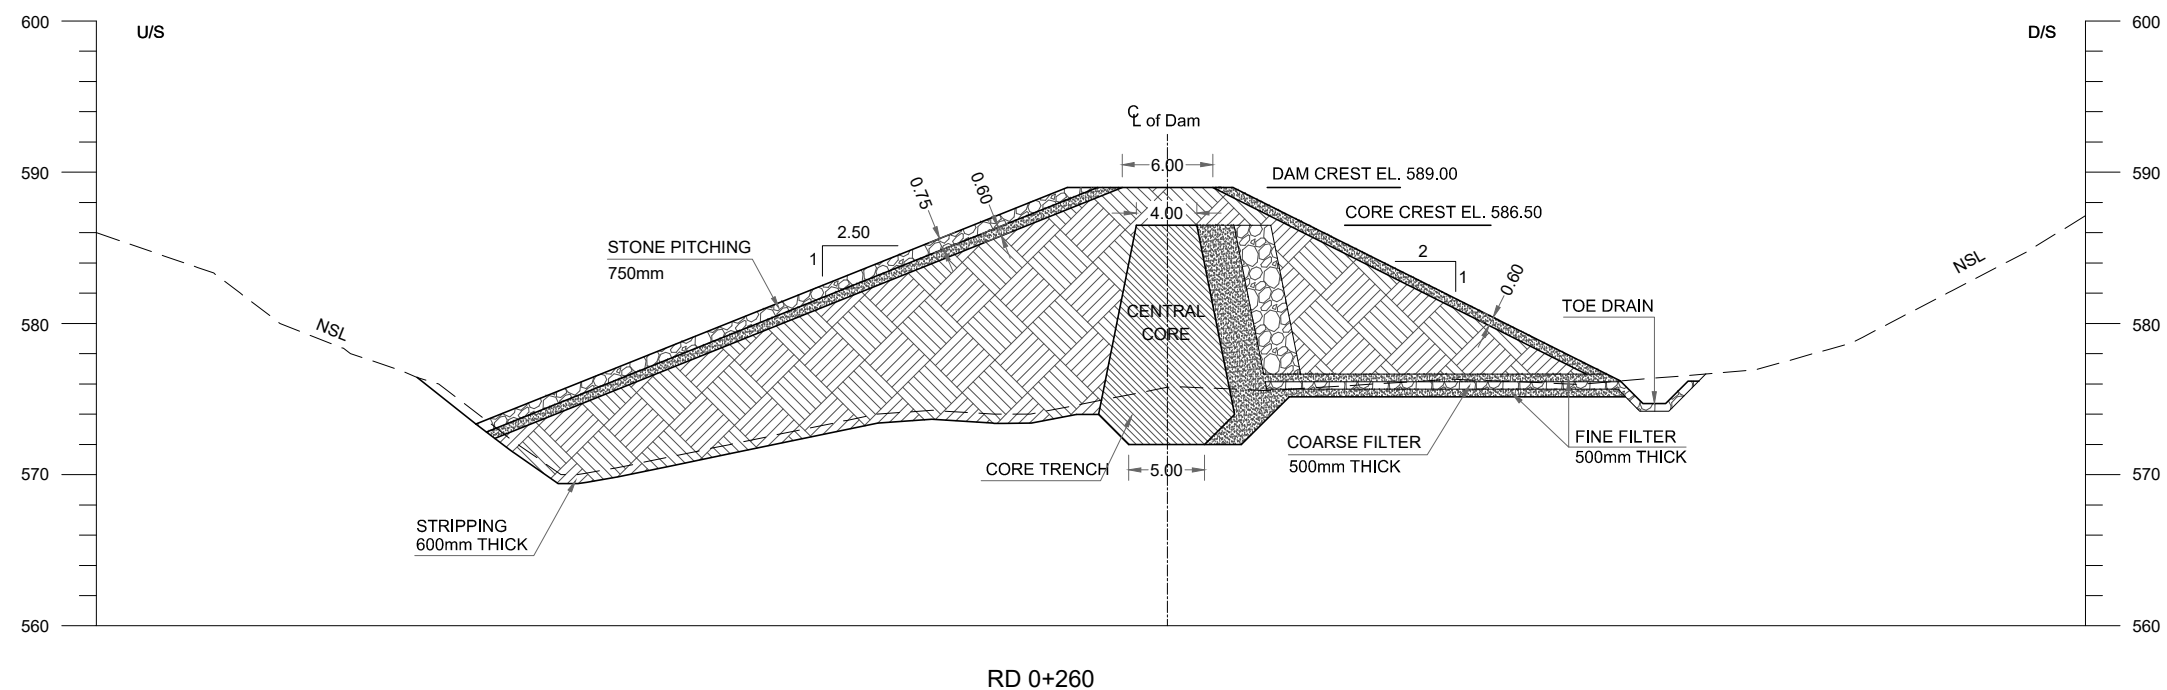 600
U/S
D/S
600
℄ of Dam
590
6.00
DAM CREST EL. 589.00
590
0.75
0.60
4.00
CORE CREST EL. 586.50
STONE PITCHING
750mm
2.50
1
2
1
0.60
NSL
580
NSL
CENTRAL
CORE
TOE DRAIN
580
570
CORE TRENCH
5.00
COARSE FILTER
500mm THICK
FINE FILTER
500mm THICK
570
STRIPPING
600mm THICK
560
560
RD 0+260